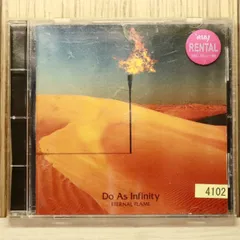 RENTAL
Do As Infinity
ETERNAL FLAME
4102